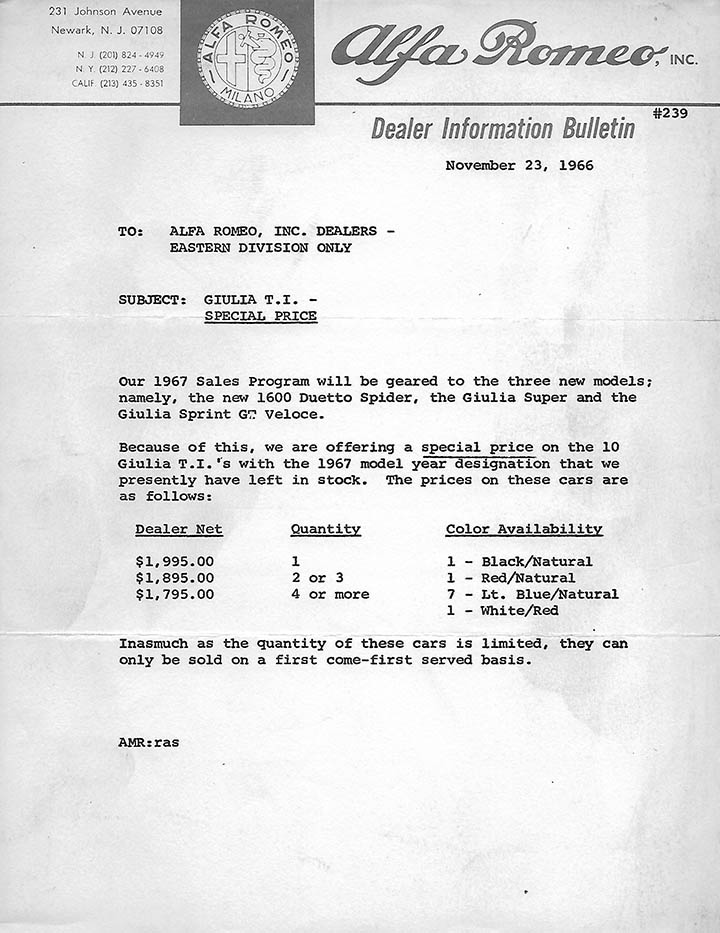 231 Johnson Avenue
Newark, N. J. 07108
N. J. (201) 824 - 4949
N. Y. (212) 227 - 6408
CALIF. (213) 435 - 8351
ALFA ROMEO
MILANO
Alfa Romeo, INC.
#239
Dealer Information Bulletin
November 23, 1966
TO: ALFA ROMEO, INC. DEALERS -
EASTERN DIVISION ONLY
SUBJECT: GIULIA T.I. -
SPECIAL PRICE
Our 1967 Sales Program will be geared to the three new models;
namely, the new 1600 Duetto Spider, the Giulia Super and the
Giulia Sprint GT Veloce.
Because of this, we are offering a special price on the 10
Giulia T.I.'s with the 1967 model year designation that we
presently have left in stock. The prices on these cars are
as follows:
Dealer Net Quantity Color Availability
$1,995.00 1 1 - Black/Natural
$1,895.00 2 or 3 1 - Red/Natural
$1,795.00 4 or more 7 - Lt. Blue/Natural
1 - White/Red
Inasmuch as the quantity of these cars is limited, they can
only be sold on a first come-first served basis.
AMR:ras